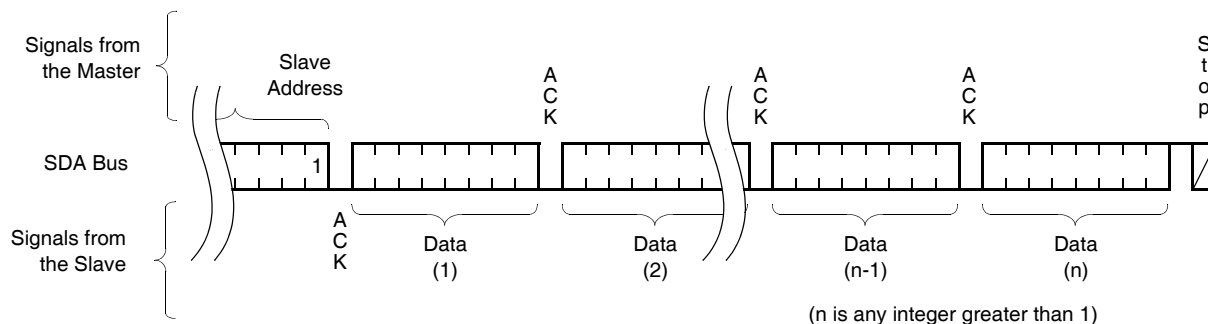 Signals from
the Master
Slave
Address
A
C
K
A
C
K
A
C
K
S
t
o
p
SDA Bus
1
A
C
K
Signals from
the Slave
Data
(1)
Data
(2)
Data
(n-1)
Data
(n)
(n is any integer greater than 1)